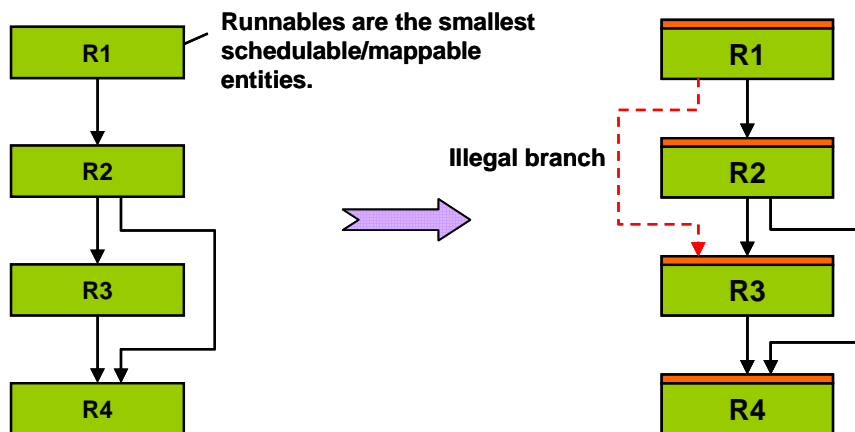 R1
Runnables are the smallest
schedulable/mappable
entities.
R2
R3
R4
Illegal branch
R1
R2
R3
R4